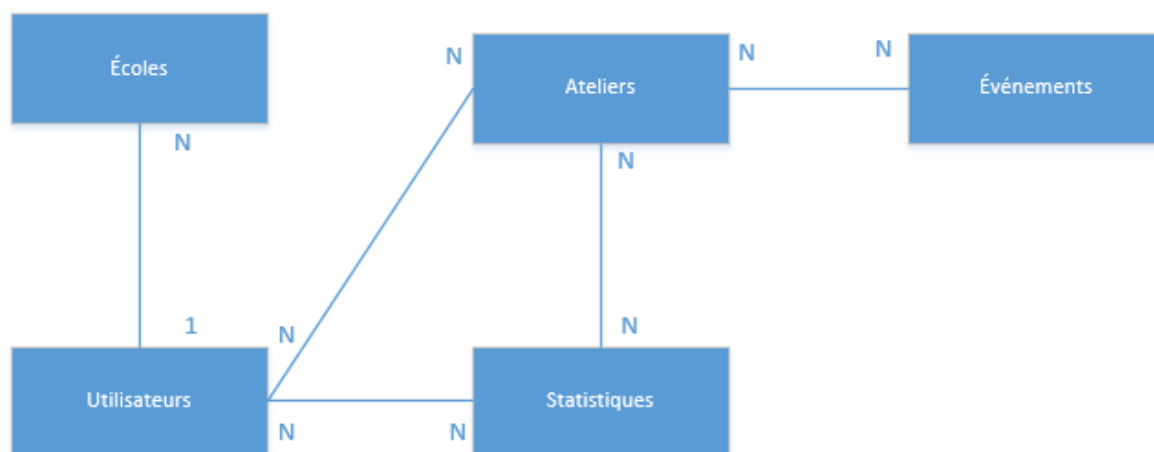 Écoles
N
Ateliers
N
N
Événements
N
N
1
N
N
Utilisateurs
N
N
Statistiques